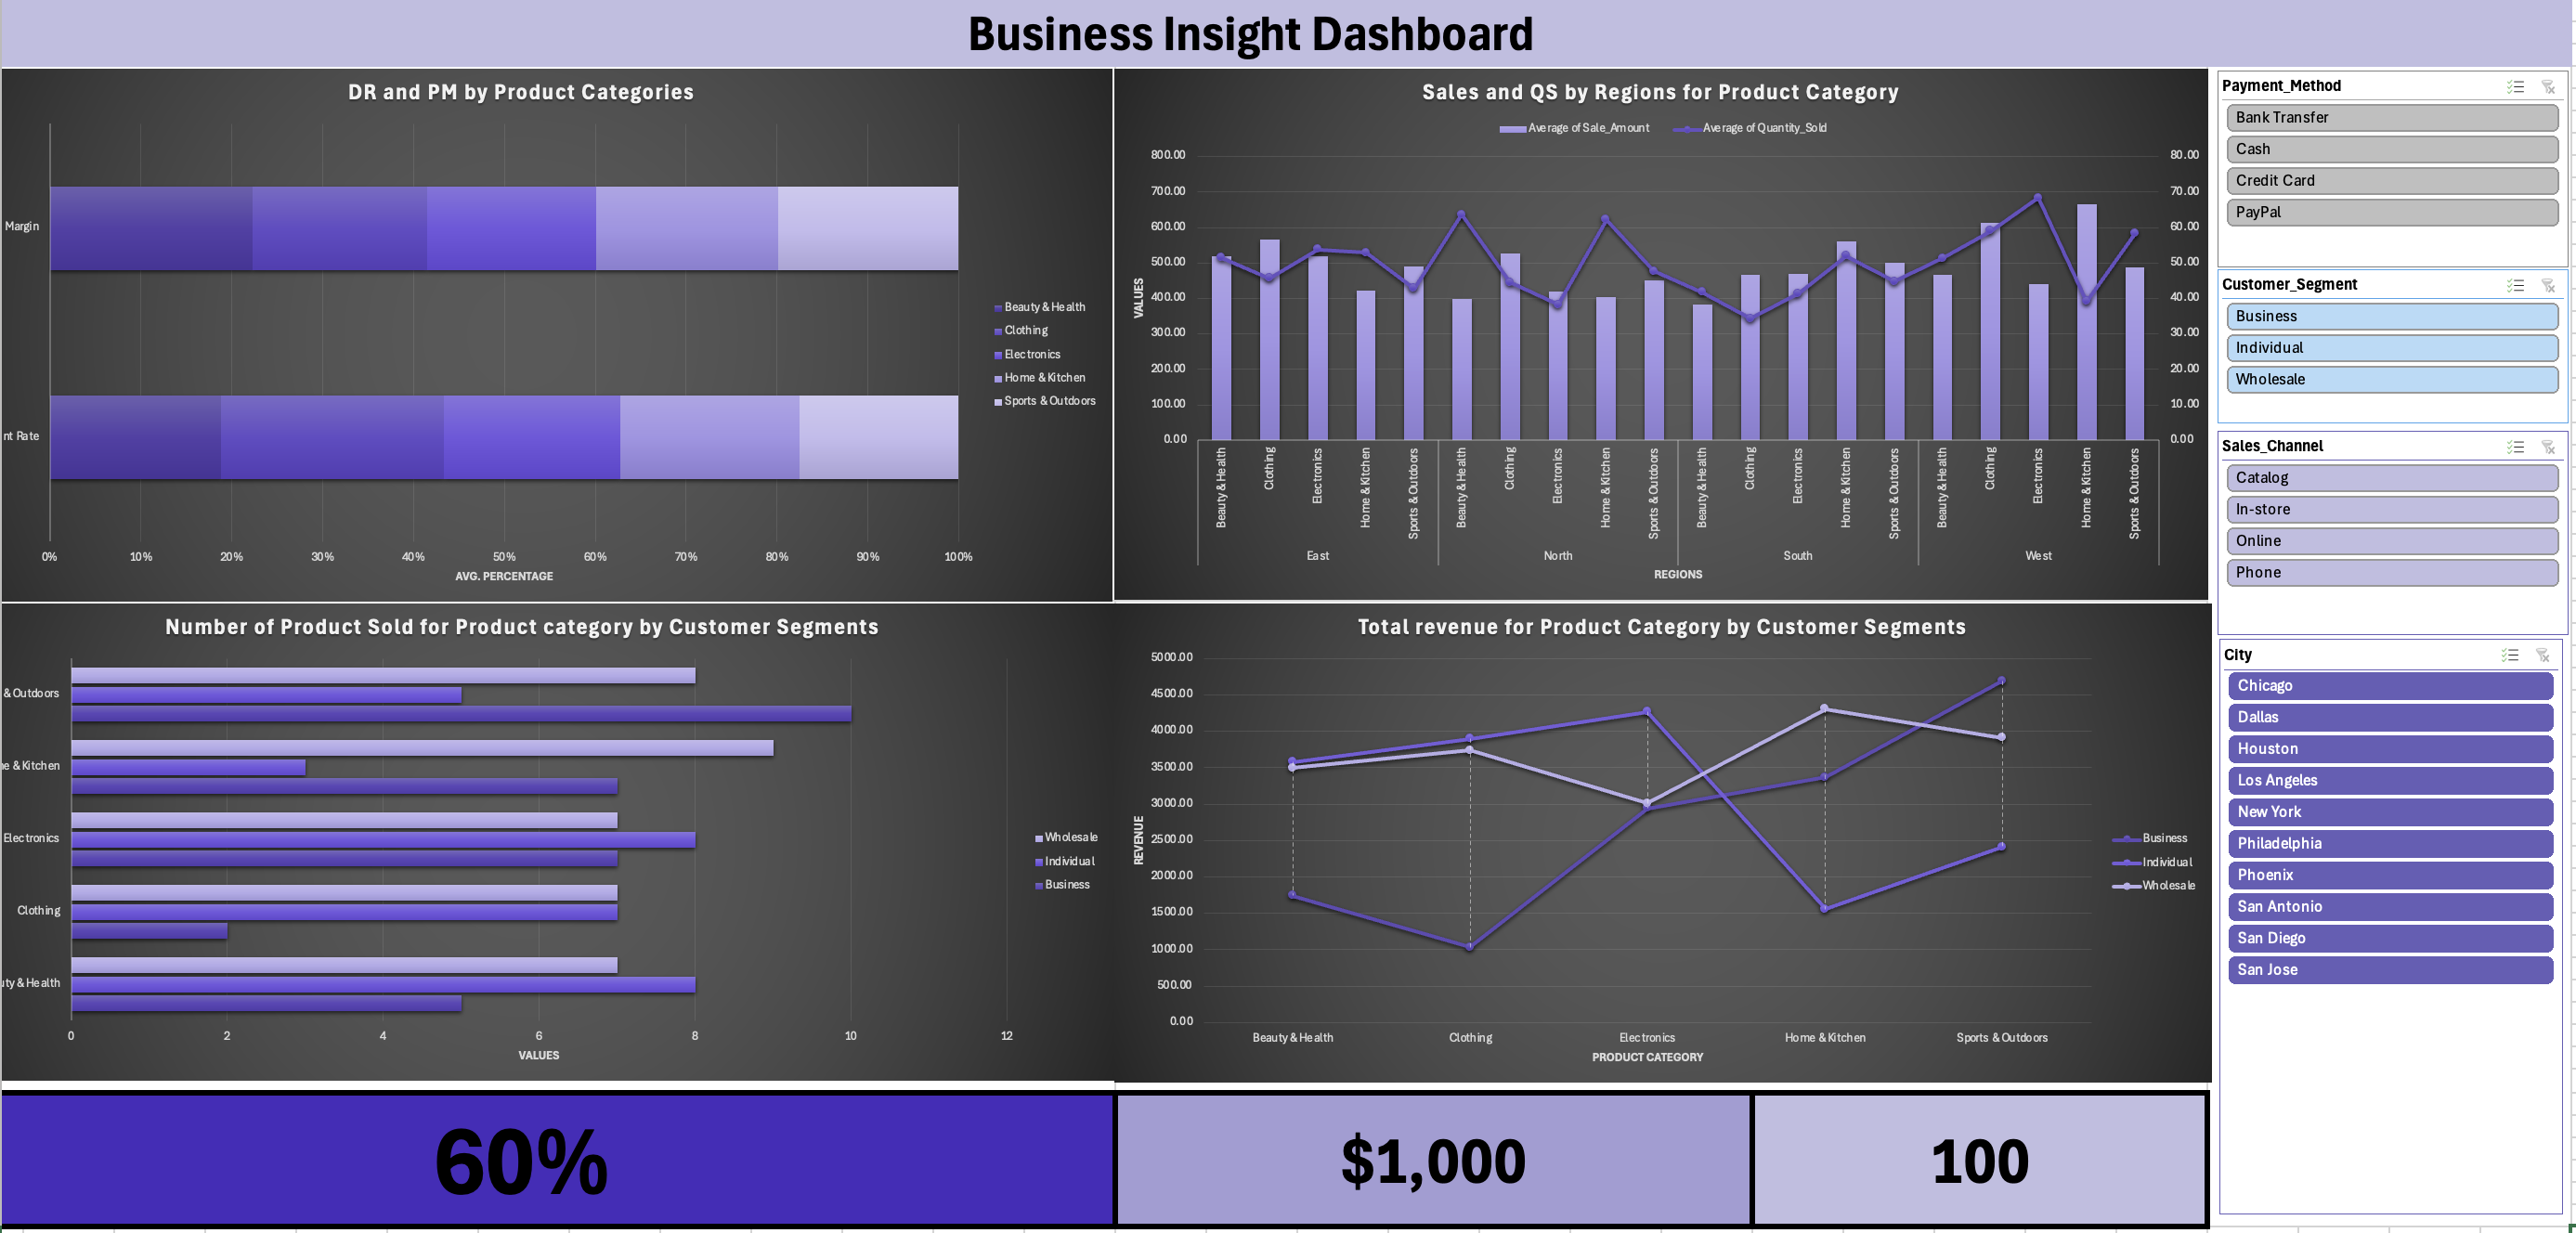 Business Insight Dashboard
DR and PM by Product Categories
Margin
nt Rate
0% 10% 20% 30% 40% 50% 60% 70% 80% 90% 100%
AVG. PERCENTAGE
Beauty & Health
Clothing
Electronics
Home & Kitchen
Sports & Outdoors
Sales and QS by Regions for Product Category
Average of Sale_Amount Average of Quantity_Sold
800.00 80.00
700.00 70.00
600.00 60.00
500.00 50.00
400.00 40.00
300.00 30.00
200.00 20.00
100.00 10.00
0.00 0.00
VALUES
Beauty & Health Clothing Electronics Home & Kitchen Sports & Outdoors Beauty & Health Clothing Electronics Home & Kitchen Sports & Outdoors Beauty & Health Clothing Electronics Home & Kitchen Sports & Outdoors Beauty & Health Clothing Electronics Home & Kitchen Sports & Outdoors
East North South West
REGIONS
Payment_Method
Bank Transfer
Cash
Credit Card
PayPal
Customer_Segment
Business
Individual
Wholesale
Sales_Channel
Catalog
In-store
Online
Phone
City
Chicago
Dallas
Houston
Los Angeles
New York
Philadelphia
Phoenix
San Antonio
San Diego
San Jose
Number of Product Sold for Product category by Customer Segments
& Outdoors
e & Kitchen
Electronics
Clothing
uty & Health
0 2 4 6 8 10 12
VALUES
Wholesale
Individual
Business
Total revenue for Product Category by Customer Segments
5000.00
4500.00
4000.00
3500.00
3000.00
2500.00
2000.00
1500.00
1000.00
500.00
0.00
REVENUE
Beauty & Health Clothing Electronics Home & Kitchen Sports & Outdoors
PRODUCT CATEGORY
Business
Individual
Wholesale
60%
$1,000
100